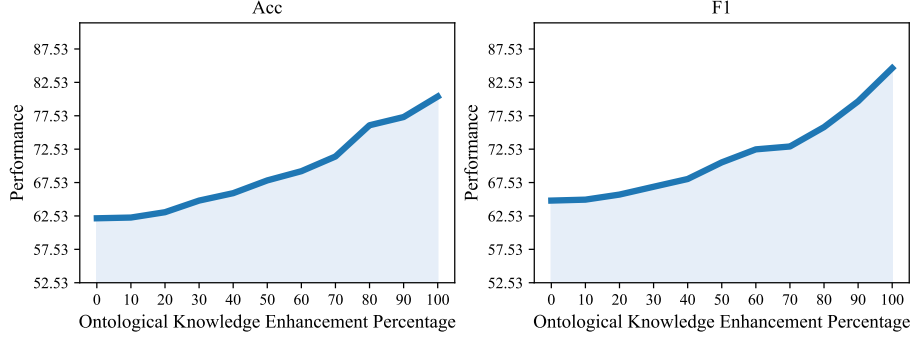 Acc
87.53
82.53
77.53
72.53
67.53
62.53
57.53
52.53
Performance
0 10 20 30 40 50 60 70 80 90 100
Ontological Knowledge Enhancement Percentage
F1
87.53
82.53
77.53
72.53
67.53
62.53
57.53
52.53
Performance
0 10 20 30 40 50 60 70 80 90 100
Ontological Knowledge Enhancement Percentage